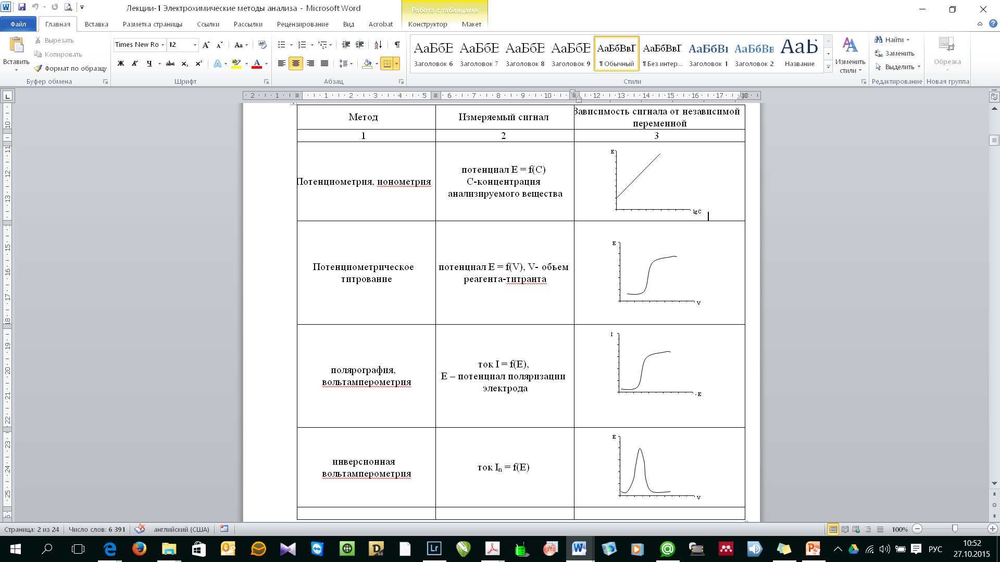 Лекции-1 Электрохимические методы анализа - Microsoft Word
Работа с таблицами
Файл
Главная
Вставка
Разметка страницы
Ссылки
Рассылки
Рецензирование
Вид
Acrobat
Конструктор
Макет
Вставить
Вырезать
Копировать
Формат по образцу
Буфер обмена
Times New Ro
12
Шрифт
Абзац
АаБбВ
Заголовок 6
АаБбВвГ
Заголовок 7
АаБбВ
Заголовок 8
АаБбВ
Заголовок 9
АаБбВвГ
¶ Обычный
АаБбВвГ
¶ Без интер...
АаБбВı
Заголовок 1
АаБбВв
Заголовок 2
АаБ
Название
Изменить
стили
Стили
Найти
Заменить
Выделить
Редактирование
Обрезка
Новая группа
Метод
Измеряемый сигнал
Зависимость сигнала от независимой
переменной
1
2
3
Потенциометрия, ионометрия
потенциал E = f(C)
С-концентрация
анализируемого вещества
E
lg C
Потенциометрическое
титрование
потенциал E = f(V), V- обьем
реагента-титранта
E
V
полярография,
вольтамперометрия
ток I = f(E),
E – потенциал поляризации
электрода
I
- E
инверсионная
вольтамперометрия
ток Iп = f(E)
E
V
Страница: 2 из 24
Число слов: 6 391
английский (США)
100%
РУС
10:52
27.10.2015